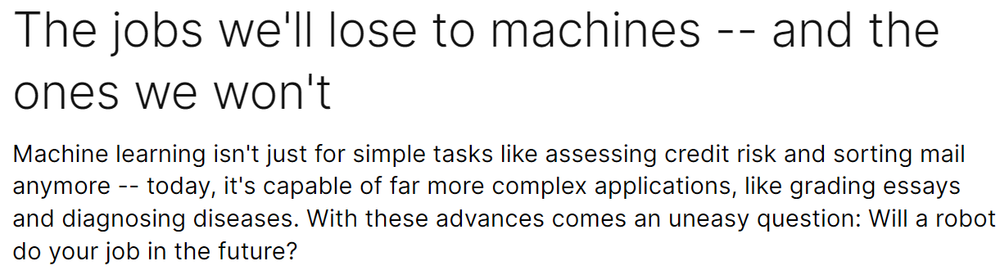 The jobs we'll lose to machines -- and the
ones we won't
Machine learning isn't just for simple tasks like assessing credit risk and sorting mail
anymore -- today, it's capable of far more complex applications, like grading essays
and diagnosing diseases. With these advances comes an uneasy question: Will a robot
do your job in the future?